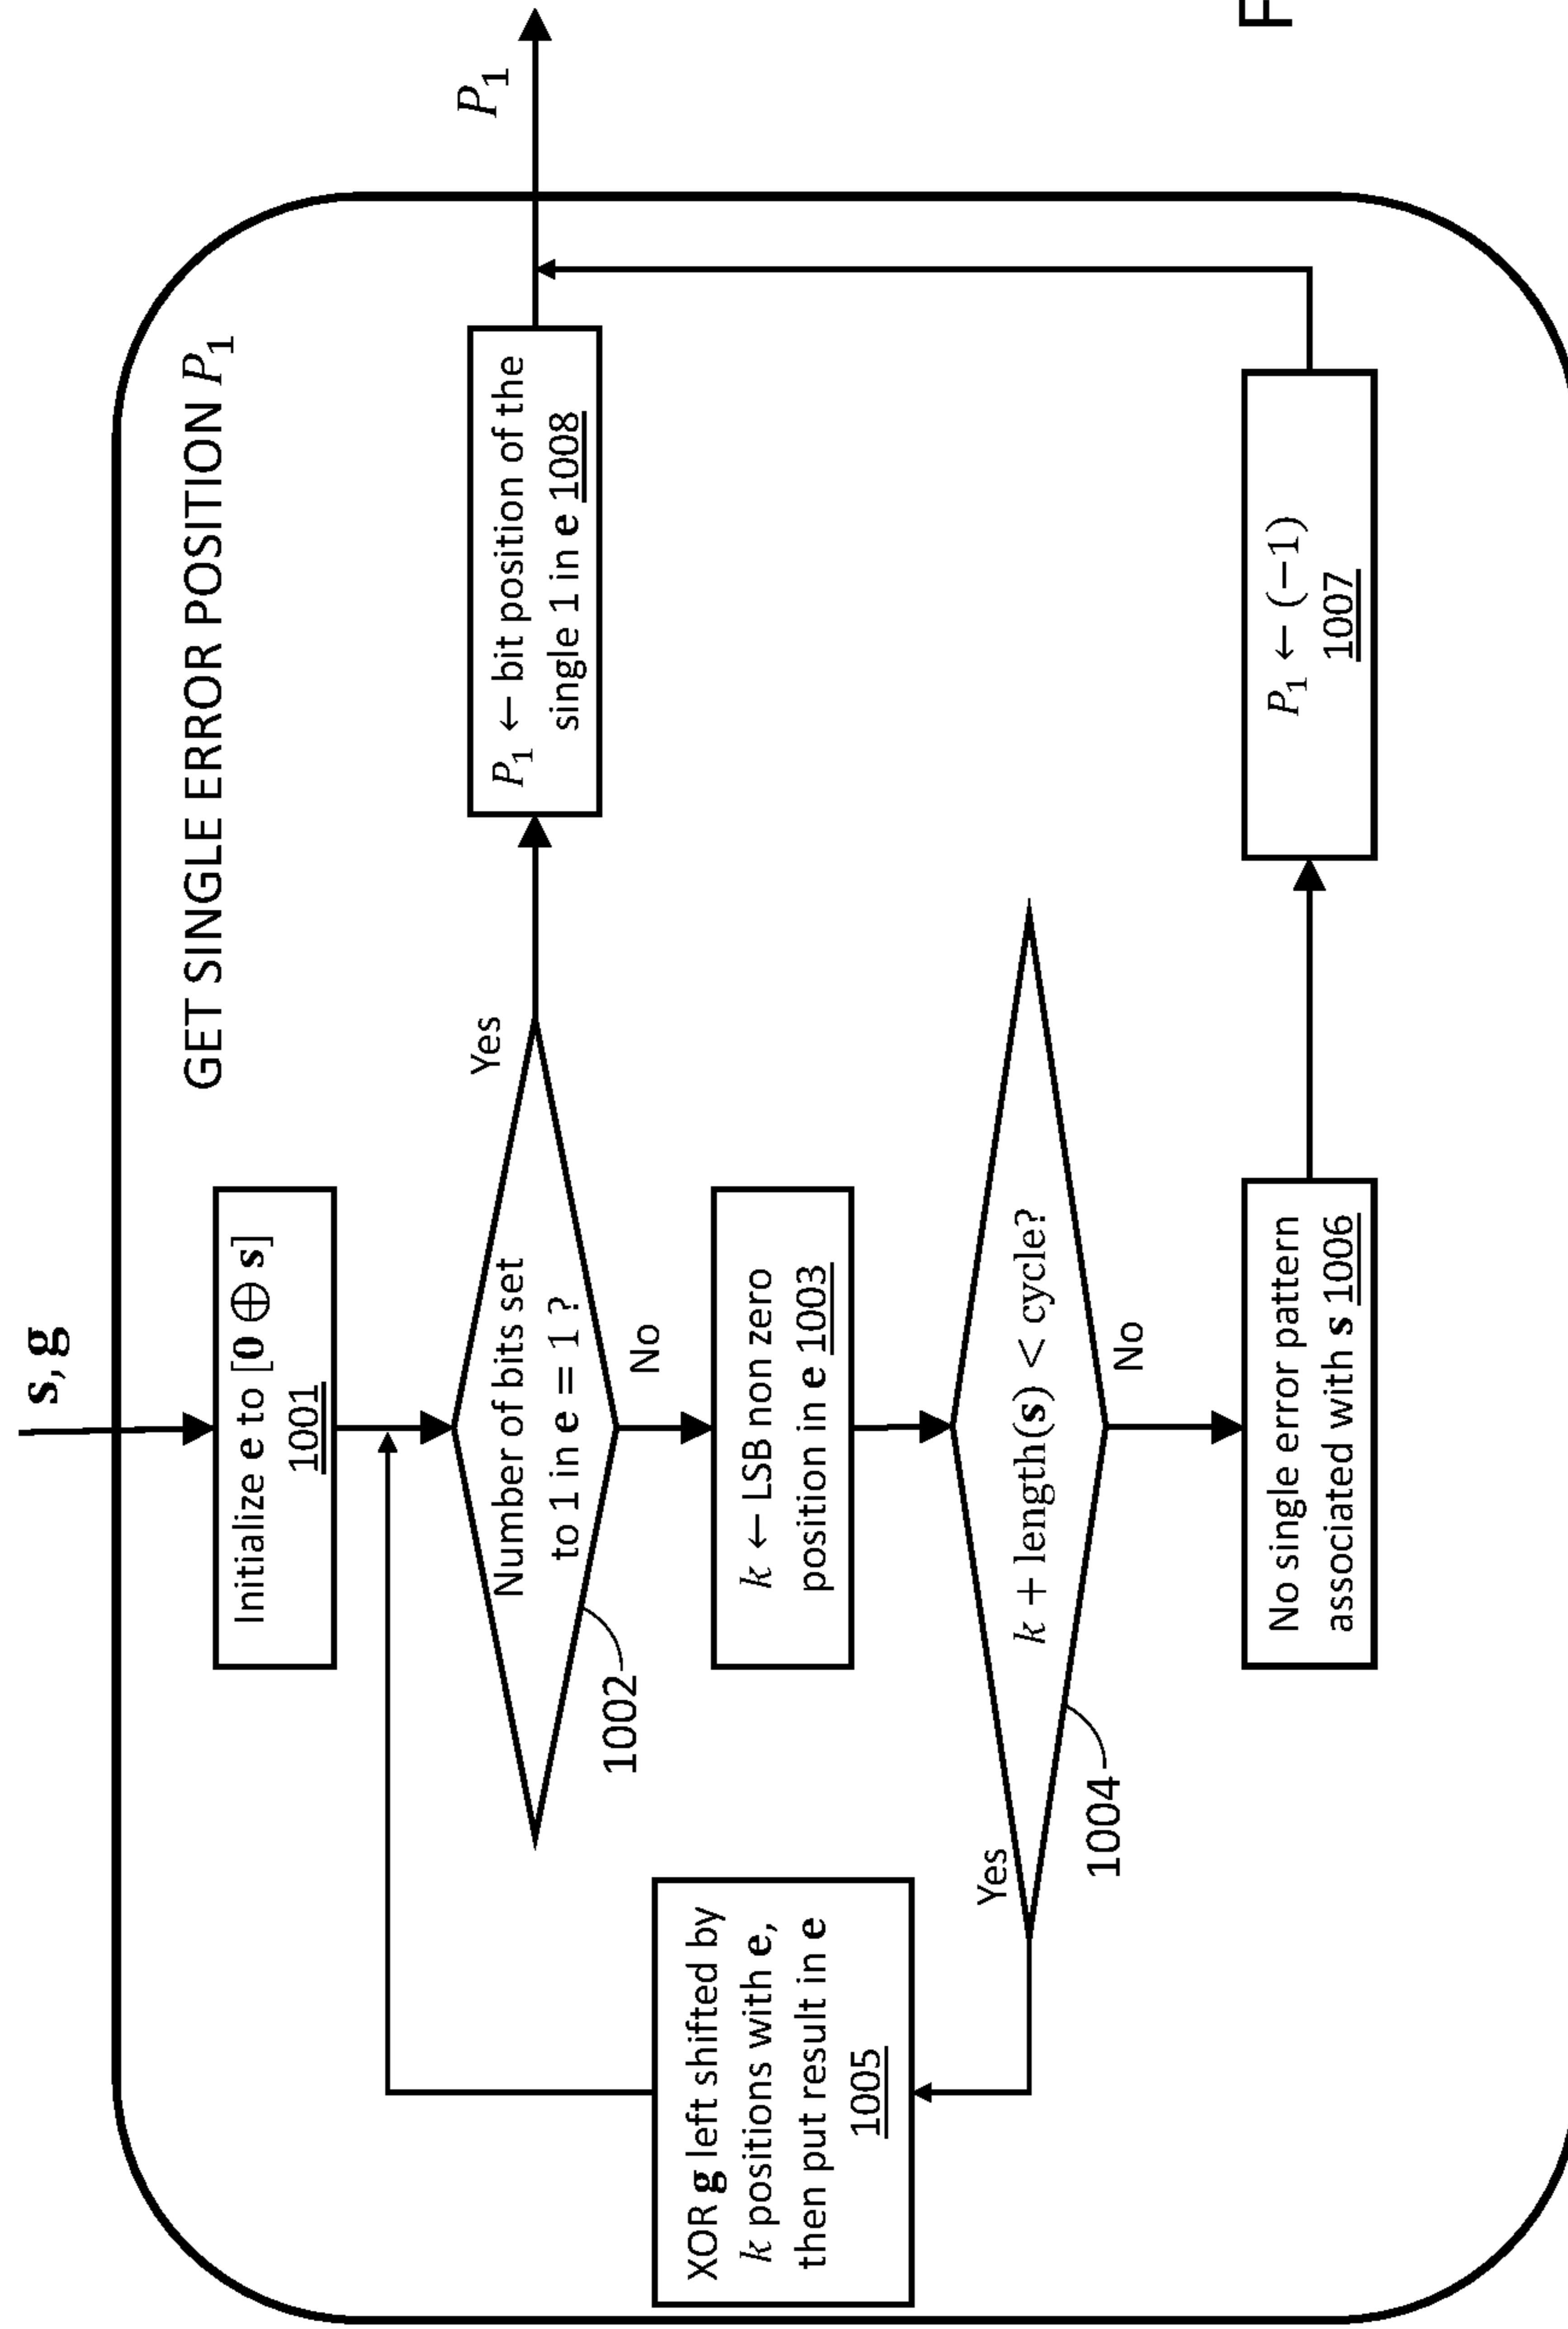 s, g
GET SINGLE ERROR POSITION P₁
Initialize e to [0 ⊕ s]
1001
Number of bits set
to 1 in e = 1 ?
1002
Yes
No
P₁ ← bit position of the
single 1 in e 1008
P₁
k ← LSB non zero
position in e 1003
k + length(s) < cycle?
1004
Yes
No
XOR g left shifted by
k positions with e,
then put result in e
1005
No single error pattern
associated with s 1006
P₁ ← (−1)
1007
F